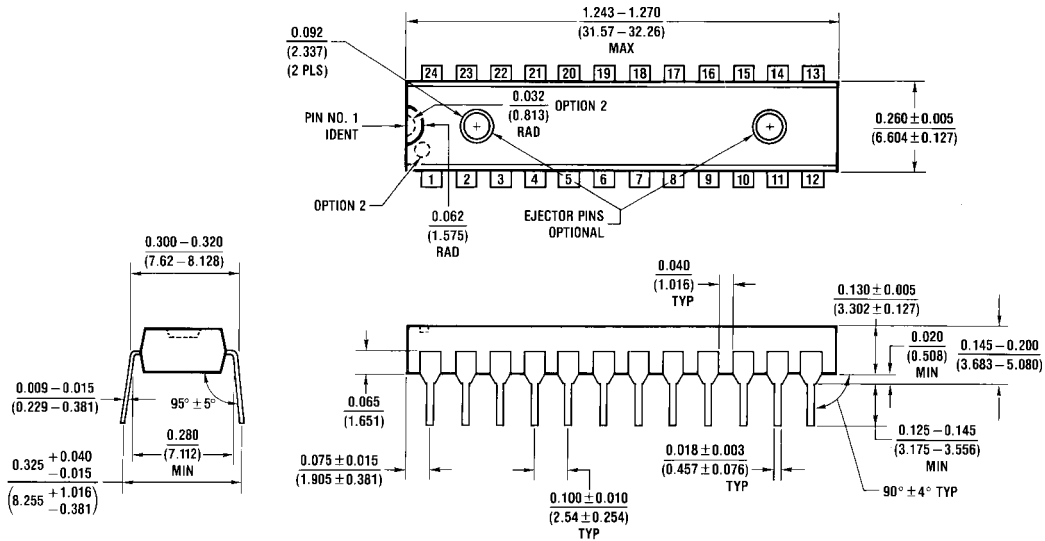 1.243 – 1.270
(31.57 – 32.26)
MAX
0.092
(2.337)
(2 PLS)
24 23 22 21 20 19 18 17 16 15 14 13
0.032
(0.813)
RAD
OPTION 2
PIN NO. 1
IDENT
0.260 ± 0.005
(6.604 ± 0.127)
1 2 3 4 5 6 7 8 9 10 11 12
OPTION 2
0.062
(1.575)
RAD
EJECTOR PINS
OPTIONAL
0.300 – 0.320
(7.62 – 8.128)
0.040
(1.016)
TYP
0.130 ± 0.005
(3.302 ± 0.127)
0.020
(0.508)
MIN
0.145 – 0.200
(3.683 – 5.080)
0.009 – 0.015
(0.229 – 0.381)
95° ± 5°
0.280
(7.112)
MIN
0.065
(1.651)
0.325 +0.040 −0.015
(8.255 +1.016 −0.381)
0.075 ± 0.015
(1.905 ± 0.381)
0.100 ± 0.010
(2.54 ± 0.254)
TYP
0.018 ± 0.003
(0.457 ± 0.076)
TYP
0.125 – 0.145
(3.175 – 3.556)
MIN
90° ± 4° TYP